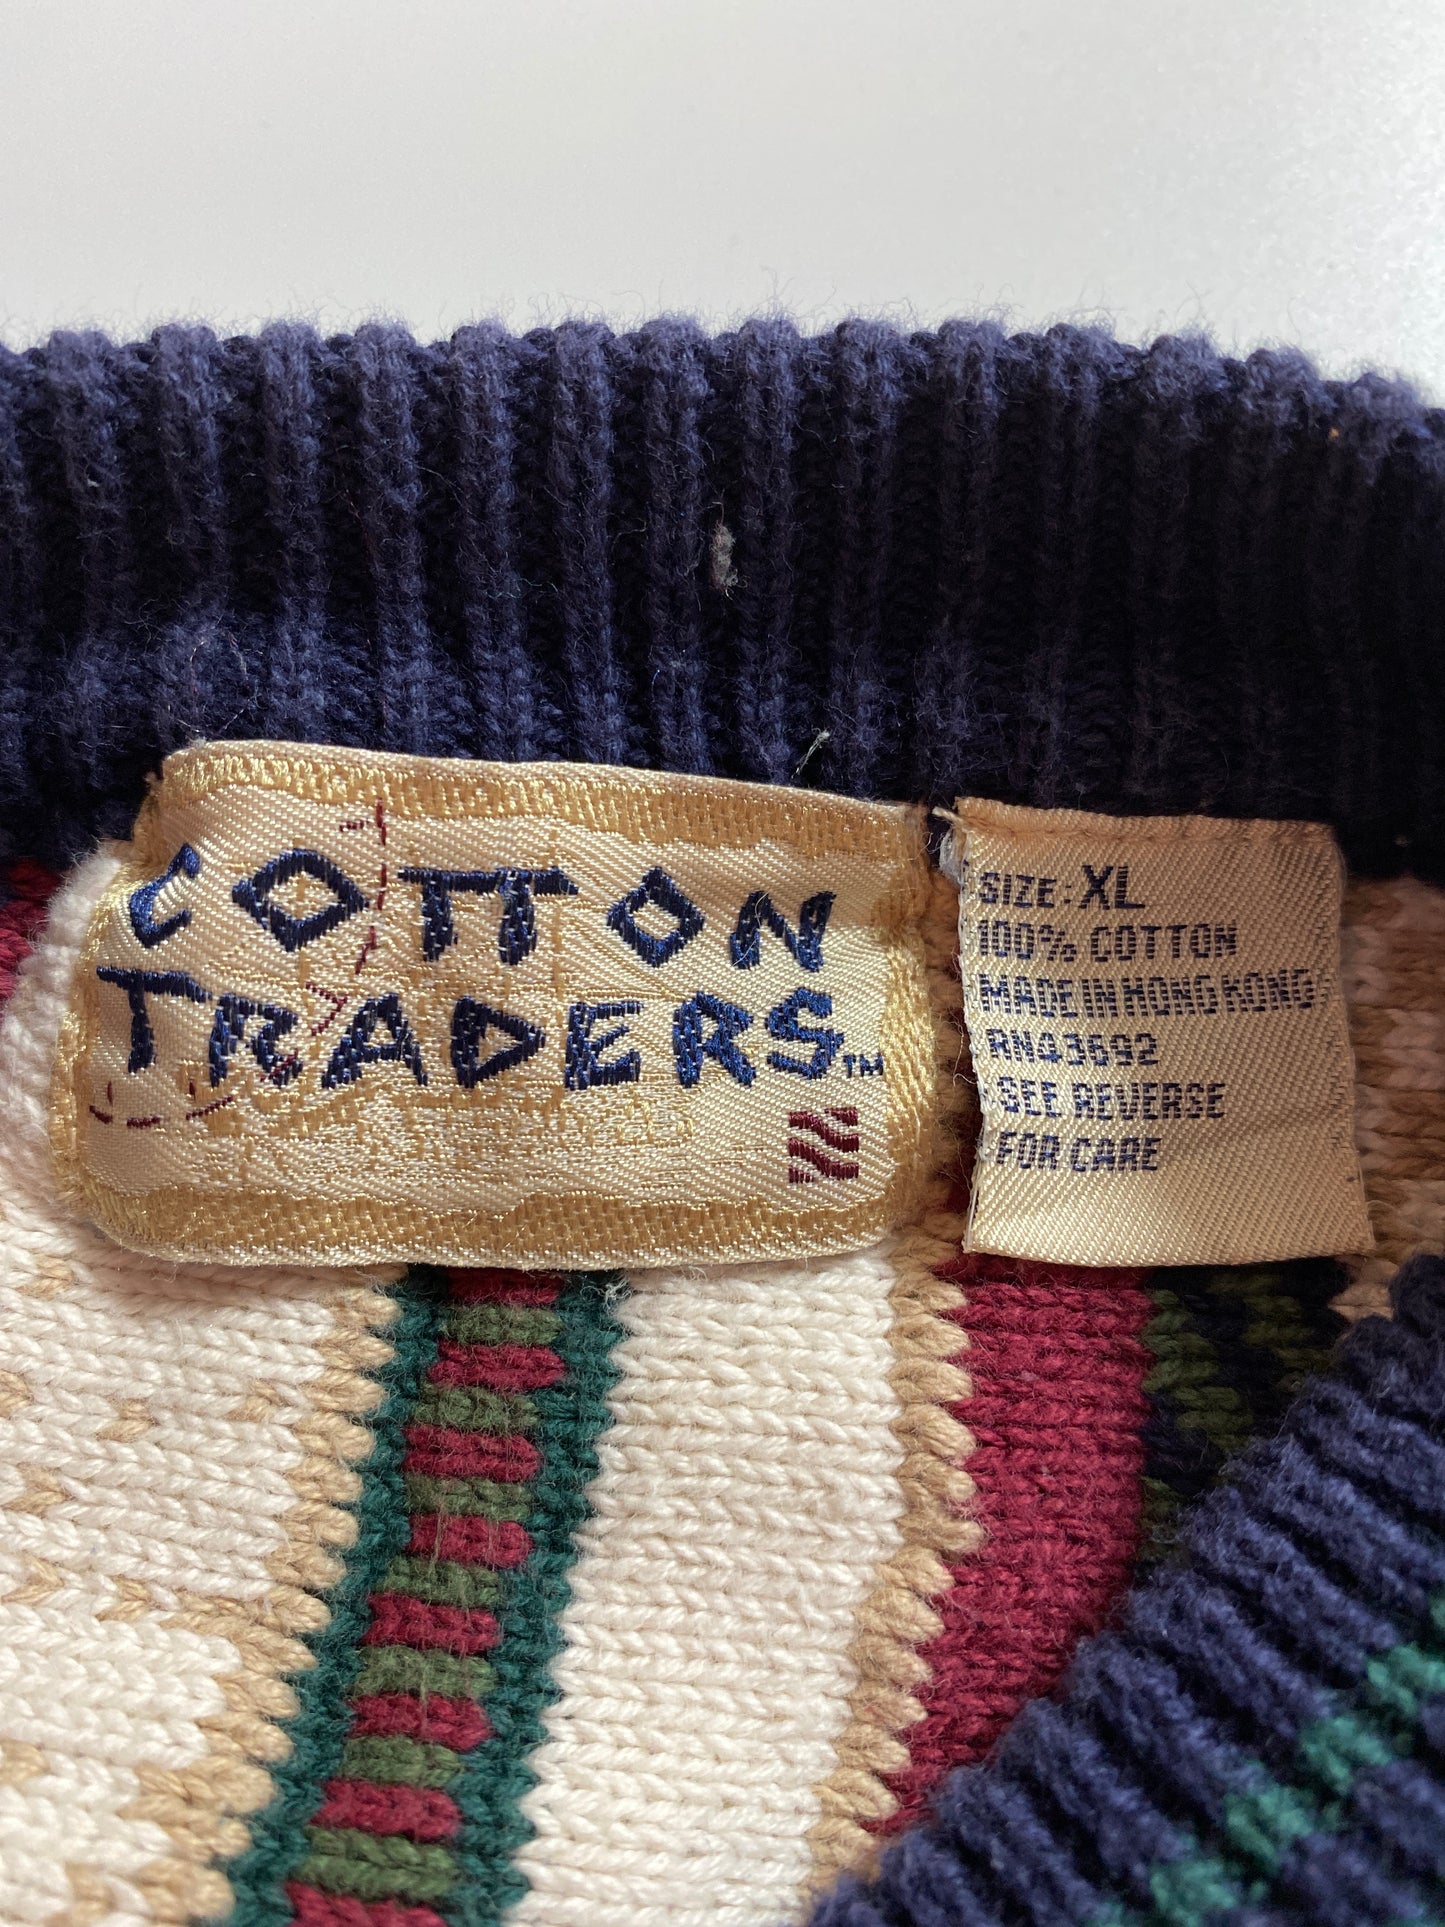 COTTON
TRADERS™
SIZE: XL
100% COTTON
MADE IN HONG KONG
RN43692
SEE REVERSE
FOR CARE